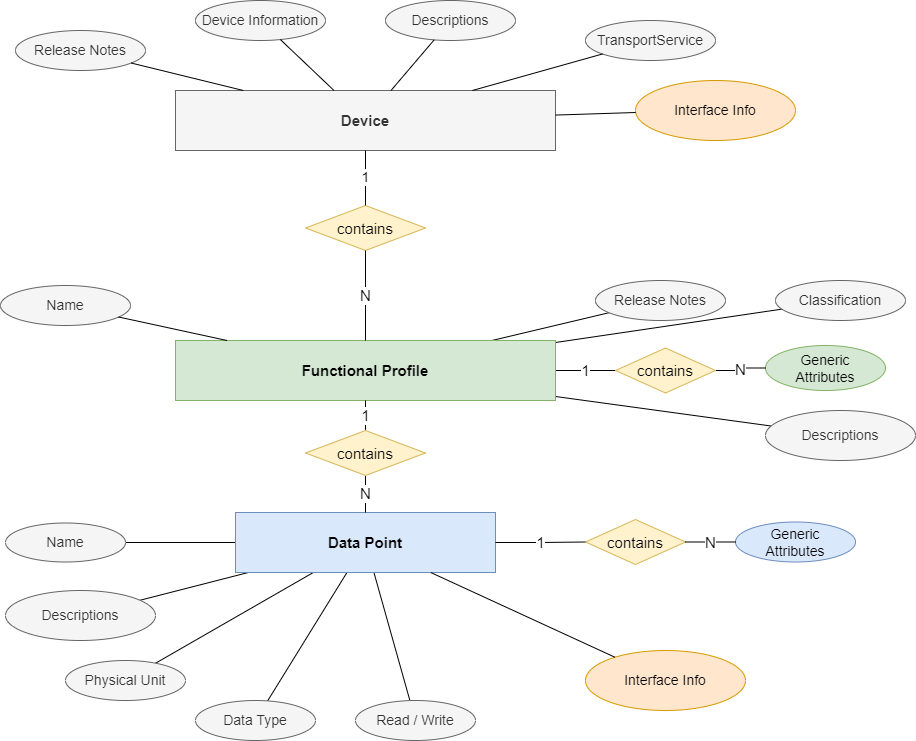 Device Information
Descriptions
TransportService
Release Notes
Interface Info
Device
1
contains
N
Name
Release Notes
Classification
Functional Profile
1
contains
N
Generic
Attributes
1
Descriptions
contains
N
Name
Data Point
1
contains
N
Generic
Attributes
Descriptions
Physical Unit
Interface Info
Data Type
Read / Write